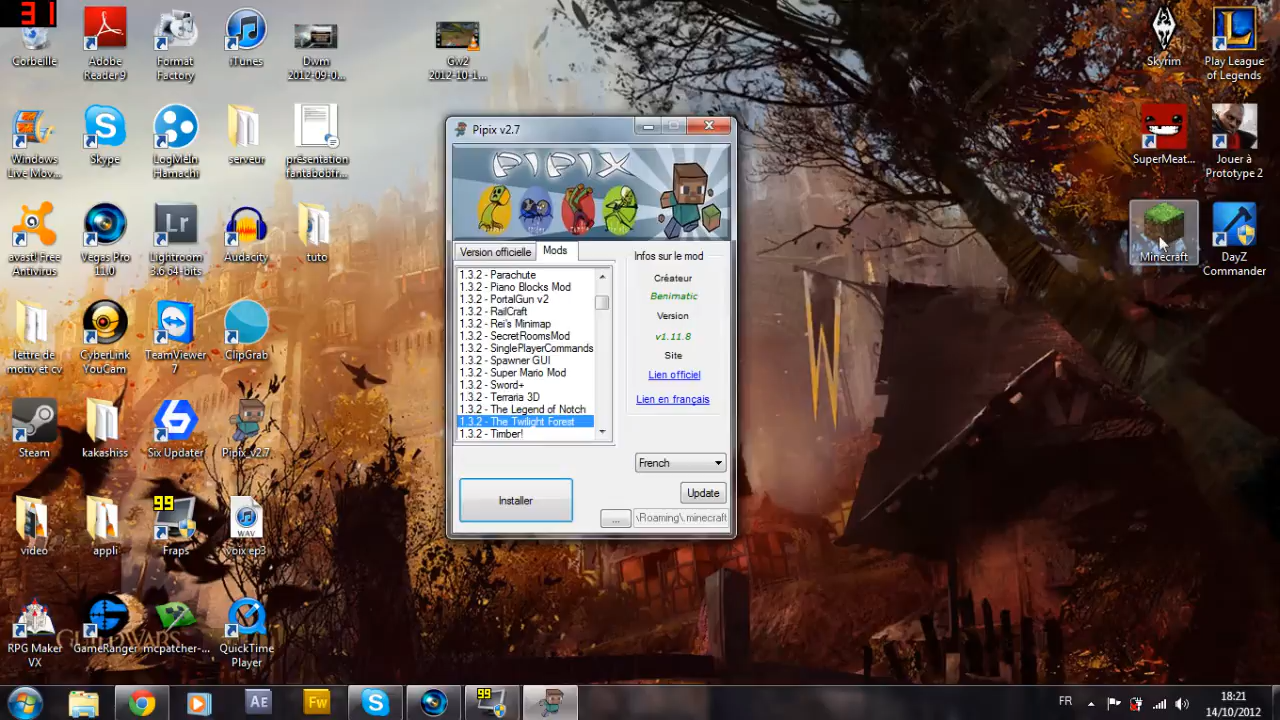 31
Corbeille
Adobe
Reader 9
Format
Factory
iTunes
Dwm
2012-09-0...
Gw2
2012-10-1...
Skyrim
Play League
of Legends
Windows
Live Mov...
Skype
LogMeIn
Hamachi
serveur
présentation
fantabobfr...
SuperMeat...
Jouer à
Prototype 2
avast! Free
Antivirus
Vegas Pro
11.0
Lr
Lightroom
3.6 64-bits
Audacity
tuto
Minecraft
DayZ
Commander
lettre de
motiv et cv
CyberLink
YouCam
TeamViewer
7
ClipGrab
Steam
kakashiss
Six Updater
Pipix_v2.7
video
appli
99
Fraps
WAV
voix ep3
RPG Maker
VX
GameRanger
mcpatcher-...
QuickTime
Player
GUILDWARS
Pipix v2.7
PIPIX
Version officielle
Mods
1.3.2 - Parachute
1.3.2 - Piano Blocks Mod
1.3.2 - PortalGun v2
1.3.2 - RailCraft
1.3.2 - Rei's Minimap
1.3.2 - SecretRoomsMod
1.3.2 - SinglePlayerCommands
1.3.2 - Spawner GUI
1.3.2 - Super Mario Mod
1.3.2 - Sword+
1.3.2 - Terraria 3D
1.3.2 - The Legend of Notch
1.3.2 - The Twilight Forest
1.3.2 - Timber!
Infos sur le mod
Créateur
Benimatic
Version
v1.11.8
Site
Lien officiel
Lien en français
French
Update
Installer
...
\Roaming\.minecraft
Ae
Fw
99
FR
18:21
14/10/2012